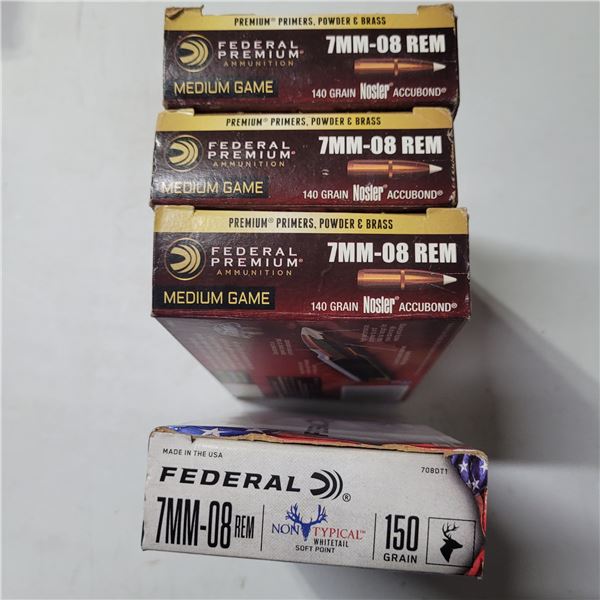 PREMIUM® PRIMERS, POWDER & BRASS
FEDERAL PREMIUM® AMMUNITION
7MM-08 REM
MEDIUM GAME
140 GRAIN Nosler® ACCUBOND®
PREMIUM® PRIMERS, POWDER & BRASS
FEDERAL PREMIUM® AMMUNITION
7MM-08 REM
MEDIUM GAME
140 GRAIN Nosler® ACCUBOND®
PREMIUM® PRIMERS, POWDER & BRASS
FEDERAL PREMIUM® AMMUNITION
7MM-08 REM
MEDIUM GAME
140 GRAIN Nosler® ACCUBOND®
MADE IN THE USA
708DT1
FEDERAL ®
7MM-08 REM
NON TYPICAL™
WHITETAIL
SOFT POINT
150
GRAIN